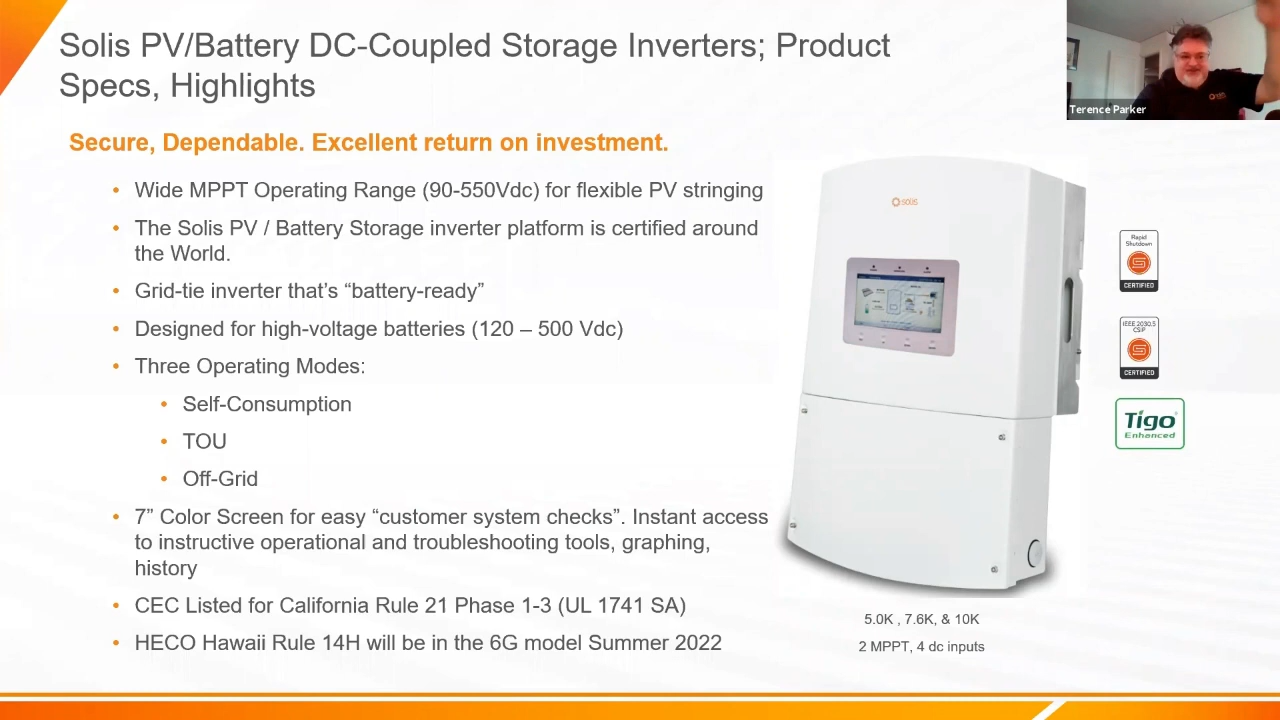 Solis PV/Battery DC-Coupled Storage Inverters; Product
Specs, Highlights
Terence Parker
Secure, Dependable. Excellent return on investment.
• Wide MPPT Operating Range (90-550Vdc) for flexible PV stringing
• The Solis PV / Battery Storage inverter platform is certified around
the World.
• Grid-tie inverter that’s “battery-ready”
• Designed for high-voltage batteries (120 – 500 Vdc)
• Three Operating Modes:
• Self-Consumption
• TOU
• Off-Grid
• 7” Color Screen for easy “customer system checks”. Instant access
to instructive operational and troubleshooting tools, graphing,
history
• CEC Listed for California Rule 21 Phase 1-3 (UL 1741 SA)
• HECO Hawaii Rule 14H will be in the 6G model Summer 2022
solis
Rapid
Shutdown
CERTIFIED
IEEE 2030.5
CSIP
CERTIFIED
Tigo
Enhanced
5.0K , 7.6K, & 10K
2 MPPT, 4 dc inputs